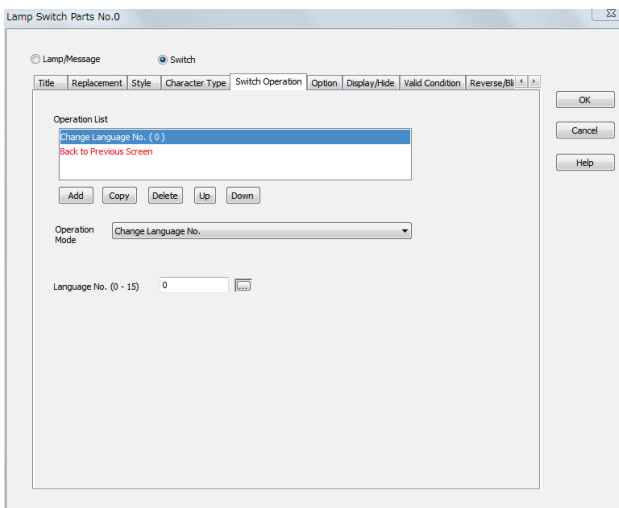 Lamp Switch Parts No.0
Lamp/Message Switch
Title Replacement Style Character Type Switch Operation Option Display/Hide Valid Condition Reverse/Bli
OK
Operation List
Change Language No. ( 0 )
Cancel
Back to Previous Screen
Help
Add Copy Delete Up Down
Operation Mode Change Language No.
Language No. (0 - 15) 0 ...